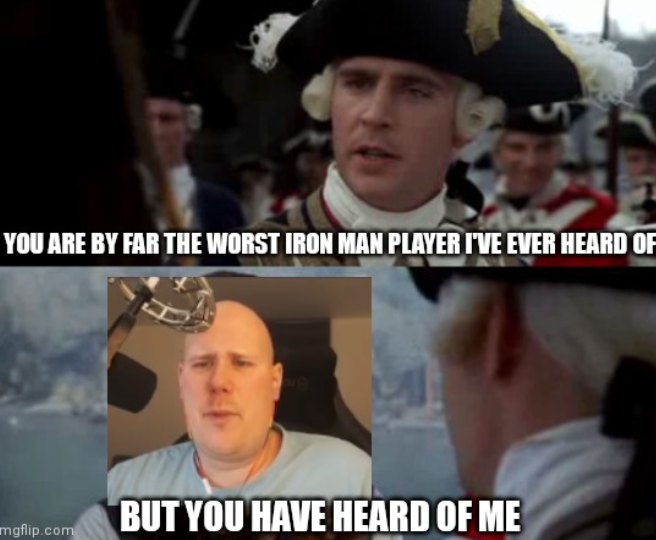 YOU ARE BY FAR THE WORST IRON MAN PLAYER I'VE EVER HEARD OF
BUT YOU HAVE HEARD OF ME
mgflip.com